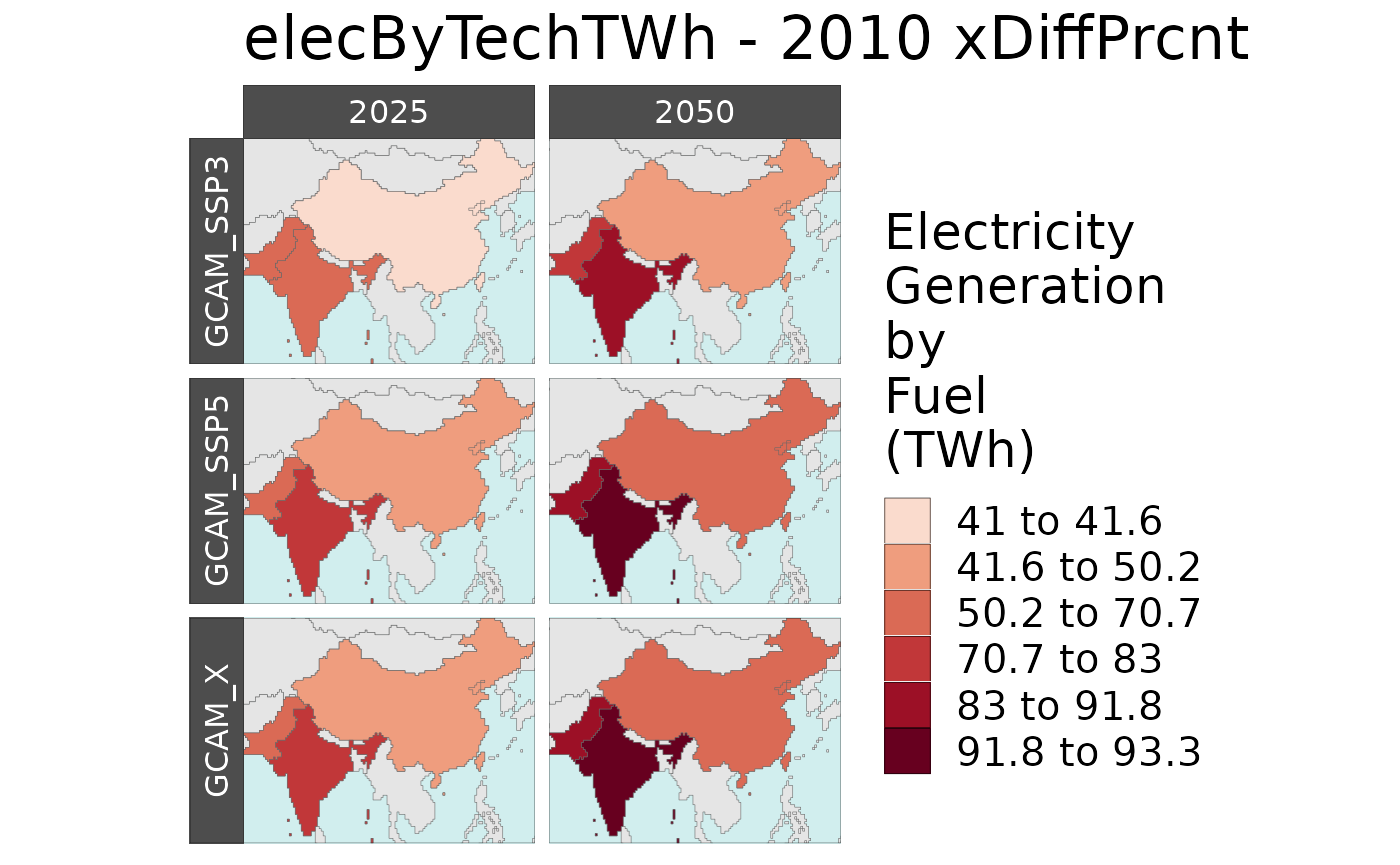 elecByTechTWh - 2010 xDiffPrcnt
2025
2050
GCAM_SSP3
GCAM_SSP5
GCAM_X
Electricity
Generation
by
Fuel
(TWh)
41 to 41.6
41.6 to 50.2
50.2 to 70.7
70.7 to 83
83 to 91.8
91.8 to 93.3